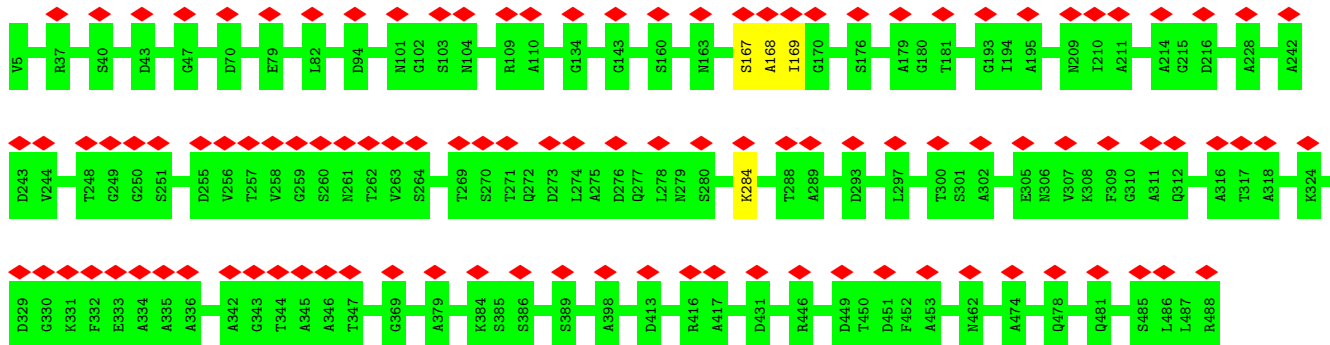 V5 R37 S40 D43 G47 D70 E79 L82 D94 N101 G102 S103 N104 R109 A110 G134 G143 S160 N163 S167 A168 I169 G170 S176 A179 G180 T181 G193 I194 A195 N209 I210 A211 A214 G215 D216 A228 A242
D243 V244 T248 G249 G250 S251 D255 V256 T257 V258 G259 S260 N261 T262 V263 S264 T269 S270 T271 Q272 D273 L274 A275 D276 Q277 L278 N279 S280 K284 T288 A289 D293 L297 T300 S301 A302 E305 N306 V307 K308 F309 G310 A311 Q312 A316 T317 A318 K324
D329 G330 K331 F332 E333 A334 A335 A336 A342 G343 T344 A345 A346 T347 G369 A379 K384 S385 S386 S389 A398 D413 R416 A417 D431 R446 D449 T450 D451 F452 A453 N462 A474 Q478 Q481 S485 L486 L487 R488